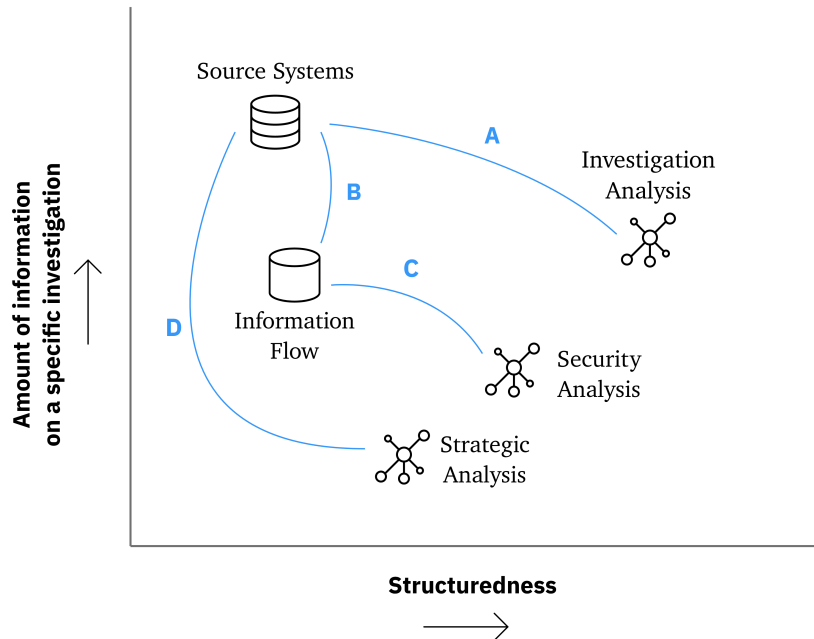 Source Systems
A
Investigation
Analysis
B
Amount of information
on a specific investigation
C
Information
Flow
D
Security
Analysis
Strategic
Analysis
Structuredness